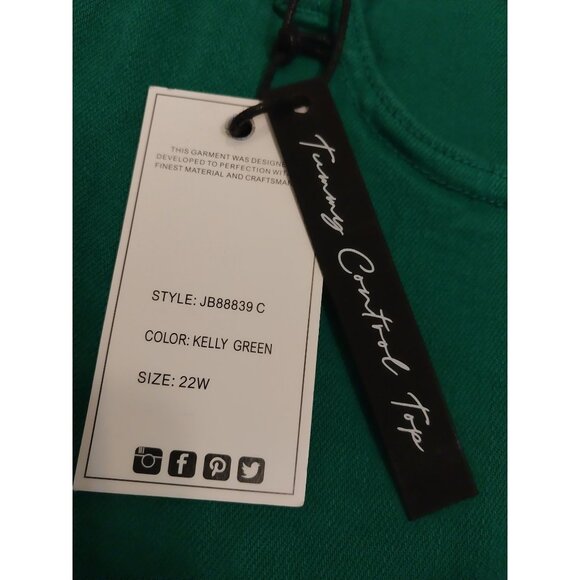 THIS GARMENT WAS DESIGNE
DEVELOPED TO PERFECTION WIT
FINEST MATERIAL AND CRAFTSMA
STYLE: JB88839 C
COLOR: KELLY GREEN
SIZE: 22W
Tummy Control Top